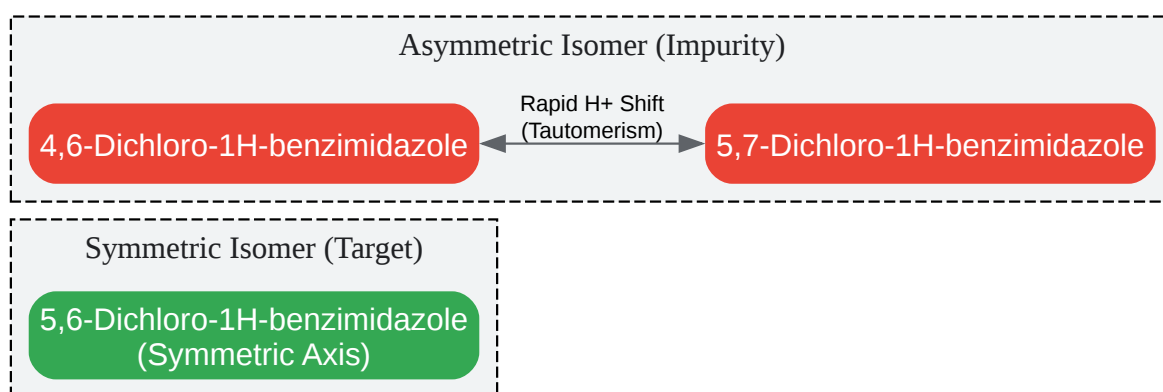 Asymmetric Isomer (Impurity)
Rapid H+ Shift
(Tautomerism)
4,6-Dichloro-1H-benzimidazole
5,7-Dichloro-1H-benzimidazole
Symmetric Isomer (Target)
5,6-Dichloro-1H-benzimidazole
(Symmetric Axis)